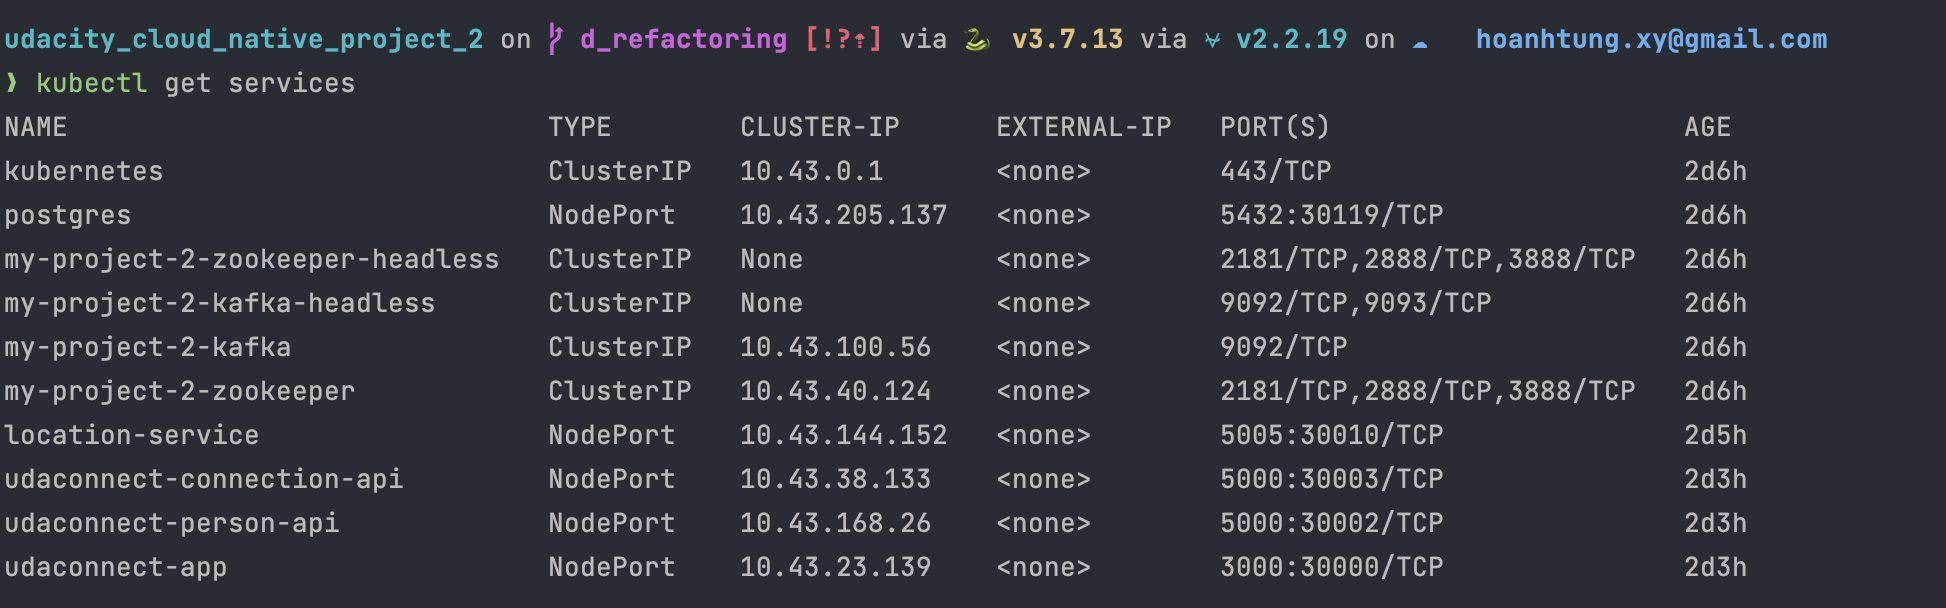 udacity_cloud_native_project_2 on d_refactoring [!?⇡] via 🐍 v3.7.13 via v2.2.19 on ☁ hoanhtung.xy@gmail.com
❱ kubectl get services
NAME TYPE CLUSTER-IP EXTERNAL-IP PORT(S) AGE
kubernetes ClusterIP 10.43.0.1 <none> 443/TCP 2d6h
postgres NodePort 10.43.205.137 <none> 5432:30119/TCP 2d6h
my-project-2-zookeeper-headless ClusterIP None <none> 2181/TCP,2888/TCP,3888/TCP 2d6h
my-project-2-kafka-headless ClusterIP None <none> 9092/TCP,9093/TCP 2d6h
my-project-2-kafka ClusterIP 10.43.100.56 <none> 9092/TCP 2d6h
my-project-2-zookeeper ClusterIP 10.43.40.124 <none> 2181/TCP,2888/TCP,3888/TCP 2d6h
location-service NodePort 10.43.144.152 <none> 5005:30010/TCP 2d5h
udaconnect-connection-api NodePort 10.43.38.133 <none> 5000:30003/TCP 2d3h
udaconnect-person-api NodePort 10.43.168.26 <none> 5000:30002/TCP 2d3h
udaconnect-app NodePort 10.43.23.139 <none> 3000:30000/TCP 2d3h